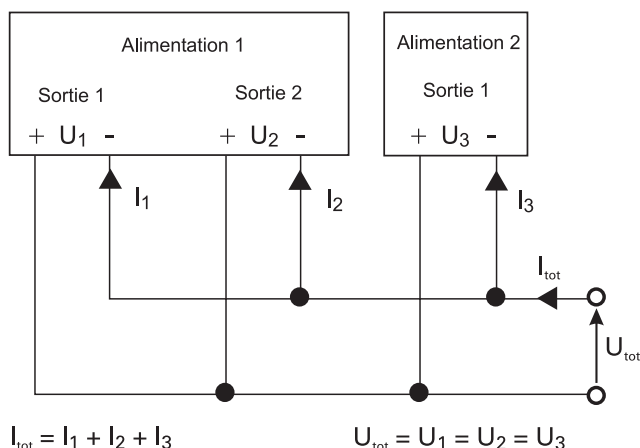 Alimentation 1
Alimentation 2
Sortie 1
Sortie 2
Sortie 1
+ U1 -
+ U2 -
+ U3 -
I1
I2
I3
Itot
Utot
Itot = I1 + I2 + I3
Utot = U1 = U2 = U3